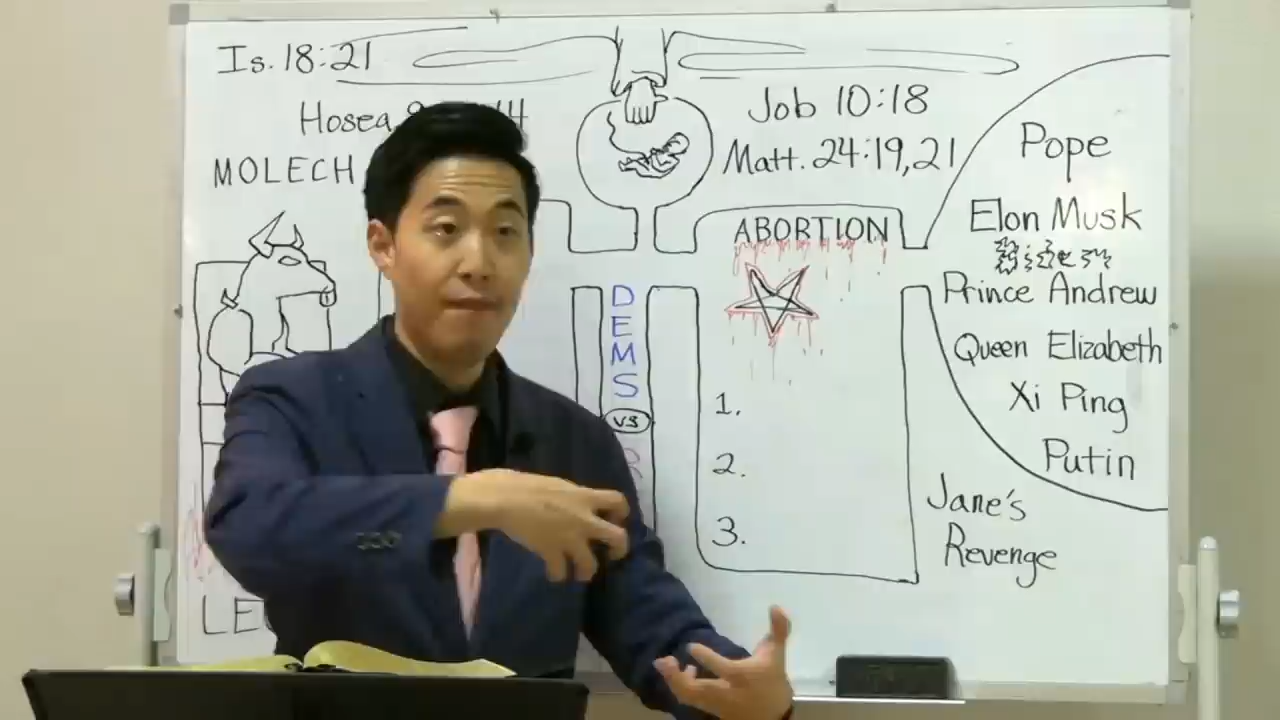 Is. 18:21
Hosea
Job 10:18
Matt. 24:19,21
MOLECH
ABORTION
DEMS
VS
R
1.
2.
3.
Pope
Elon Musk
Prince Andrew
Queen Elizabeth
Xi Ping
Putin
Jane's
Revenge
LE